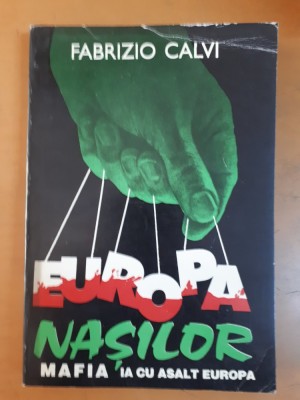 FABRIZIO CALVI
EUROPA
NAȘILOR
MAFIA IA CU ASALT EUROPA